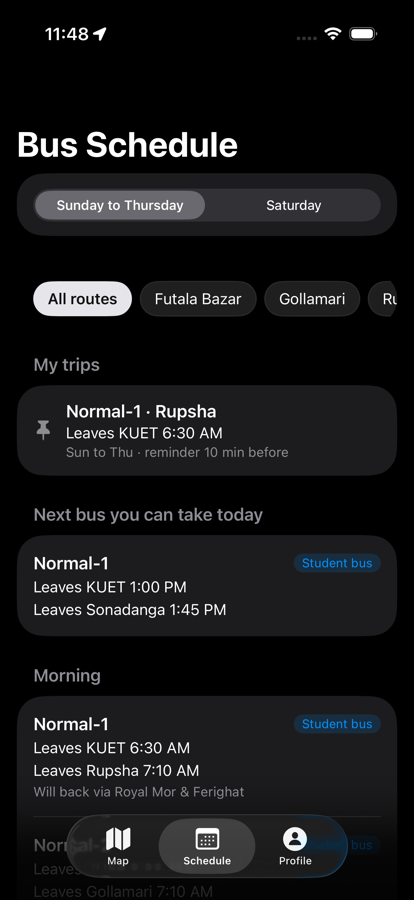 11:48
Bus Schedule
Sunday to Thursday
Saturday
All routes
Futala Bazar
Gollamari
My trips
Normal-1 · Rupsha
Leaves KUET 6:30 AM
Sun to Thu · reminder 10 min before
Next bus you can take today
Normal-1
Student bus
Leaves KUET 1:00 PM
Leaves Sonadanga 1:45 PM
Morning
Normal-1
Student bus
Leaves KUET 6:30 AM
Leaves Rupsha 7:10 AM
Will back via Royal Mor & Ferighat
Leaves Gollamari 7:10 AM
Map
Schedule
Profile